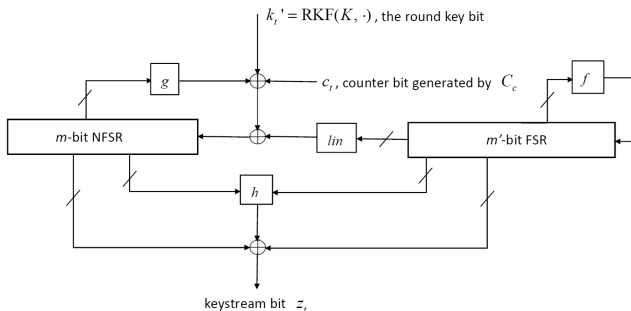 k_t' = RKF(K, ·), the round key bit
g
f
c_t, counter bit generated by C_c
m-bit NFSR
lin
m'-bit FSR
h
keystream bit z_t